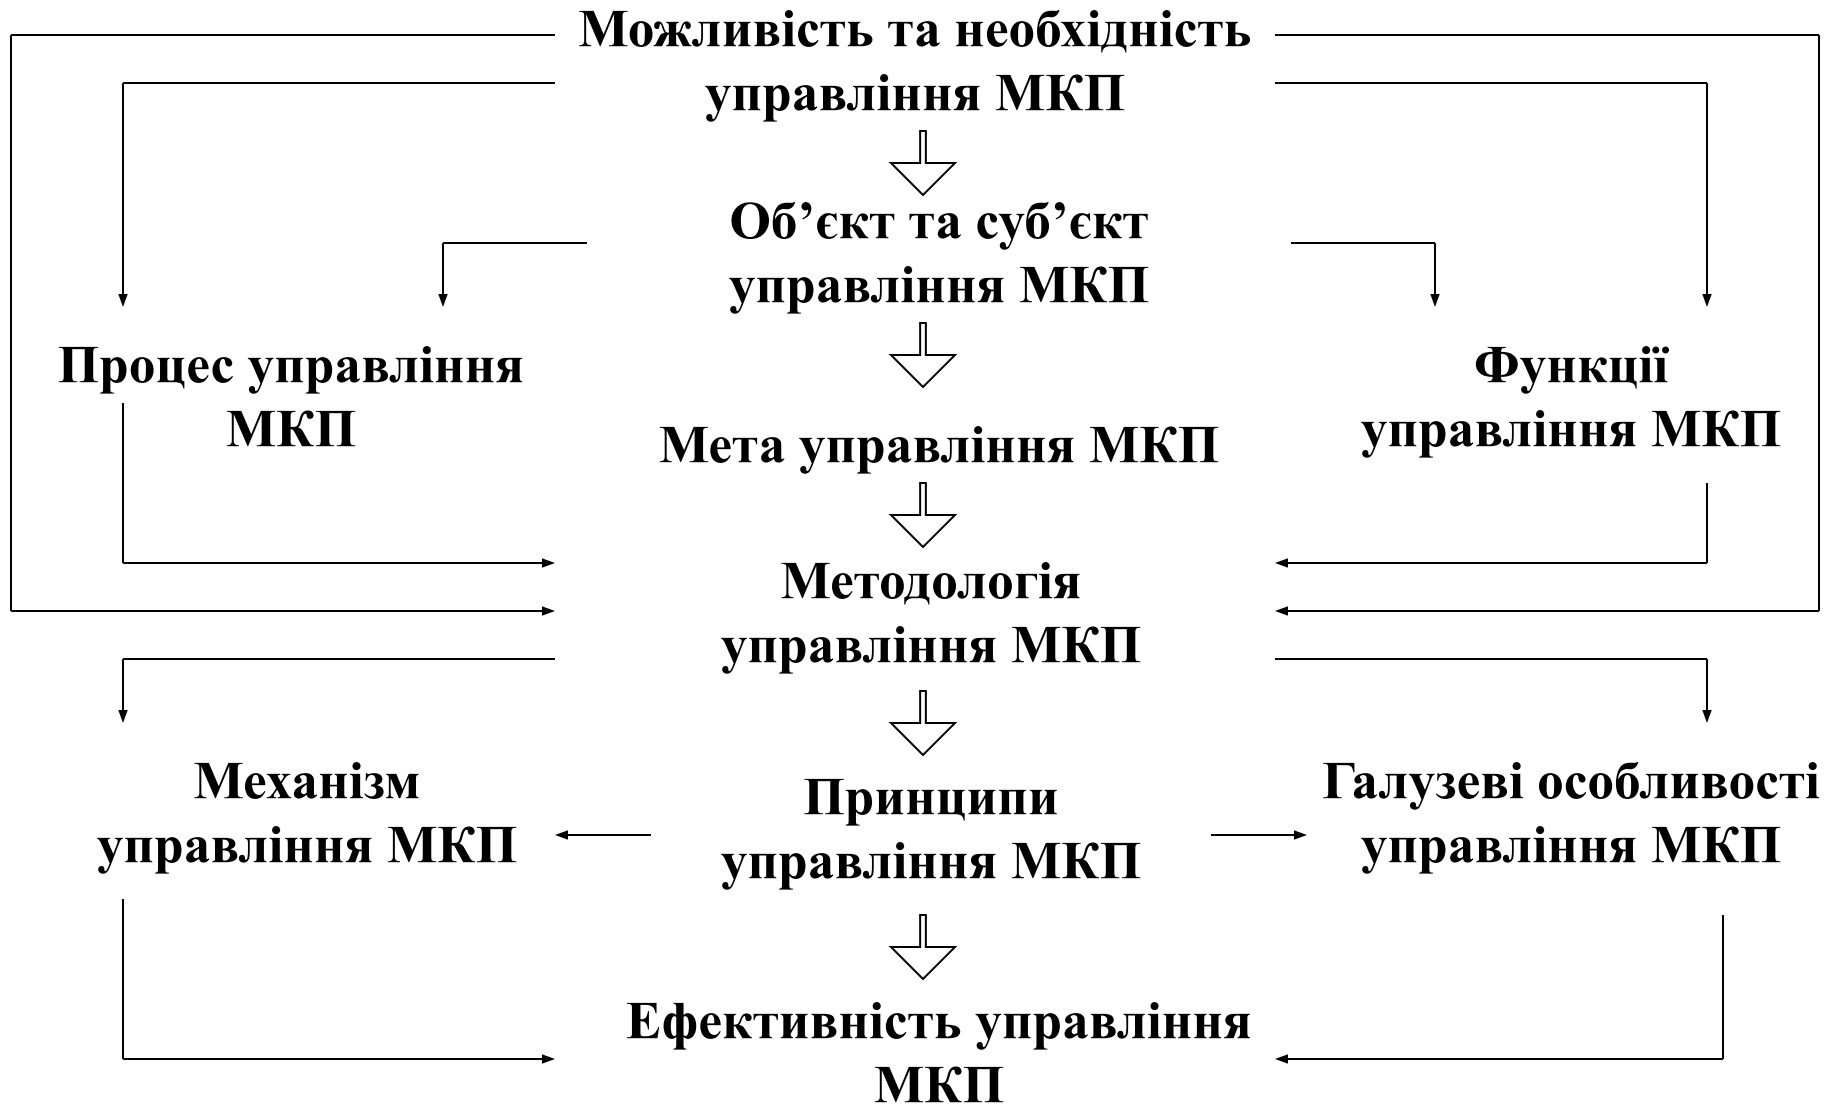 Можливість та необхідність
управління МКП
Об’єкт та суб’єкт
управління МКП
Процес управління
МКП
Функції
управління МКП
Мета управління МКП
Методологія
управління МКП
Механізм
управління МКП
Принципи
управління МКП
Галузеві особливості
управління МКП
Ефективність управління
МКП